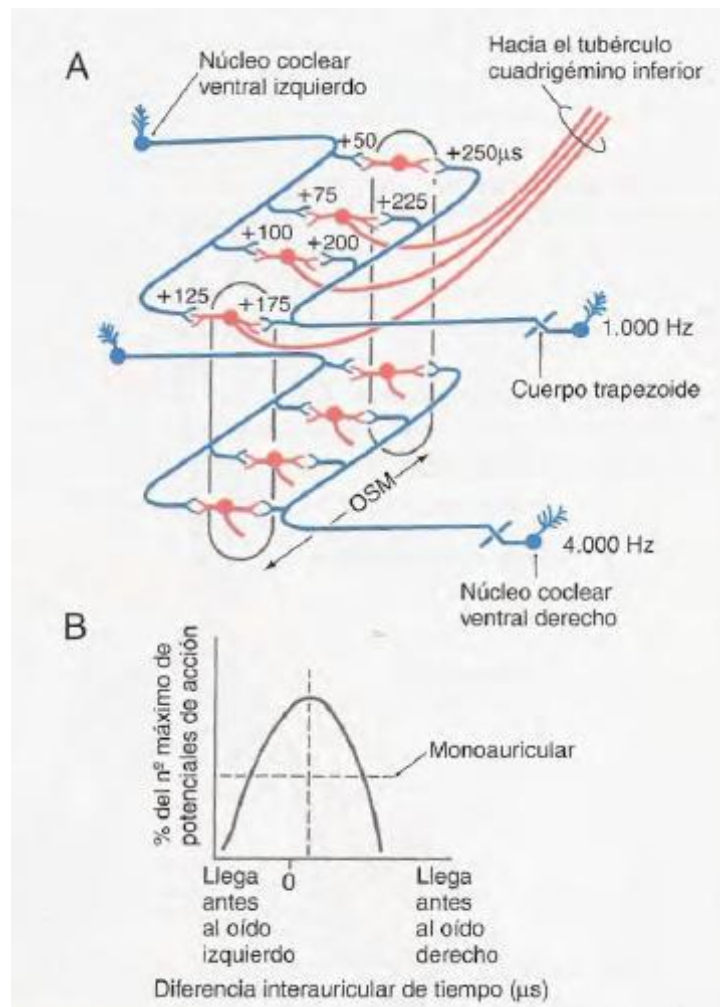 A
Núcleo coclear
ventral izquierdo
Hacia el tubérculo
cuadrigémino inferior
+50
+250µs
+75
+225
+100
+200
+125
+175
1.000 Hz
Cuerpo trapezoide
OSM
4.000 Hz
Núcleo coclear
ventral derecho
B
% del nº máximo de
potenciales de acción
Monoauricular
0
Llega
antes
al oído
izquierdo
Llega
antes
al oído
derecho
Diferencia interauricular de tiempo (µs)